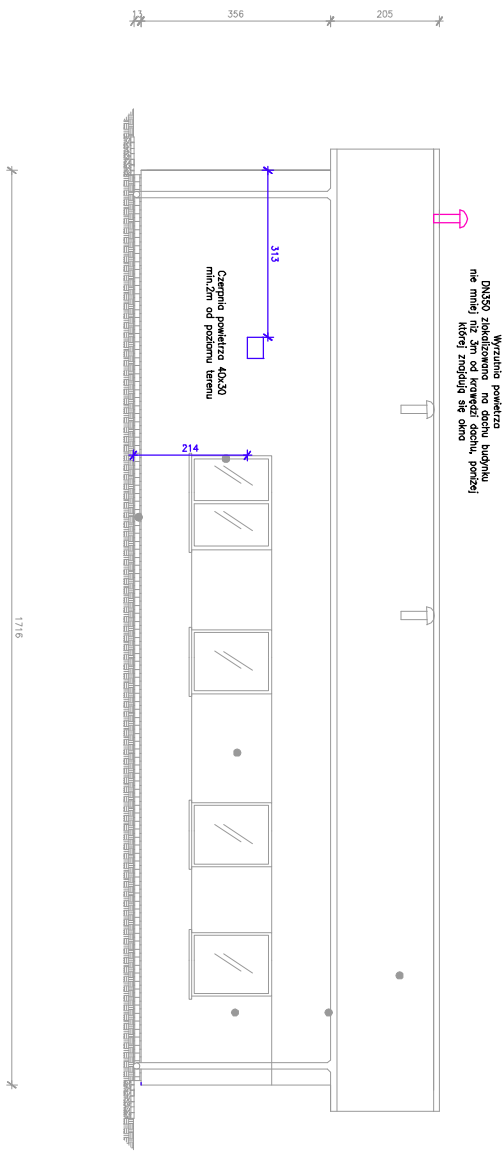 13
356
205
Wyrzutnia powietrza
DN350 zlokalizowana na dachu budynku
nie mniej niż 3m od krawędzi dachu, poniżej
której znajdują się okna
313
Czerpnia powietrza 40x30
min.2m od poziomu terenu
214
1716